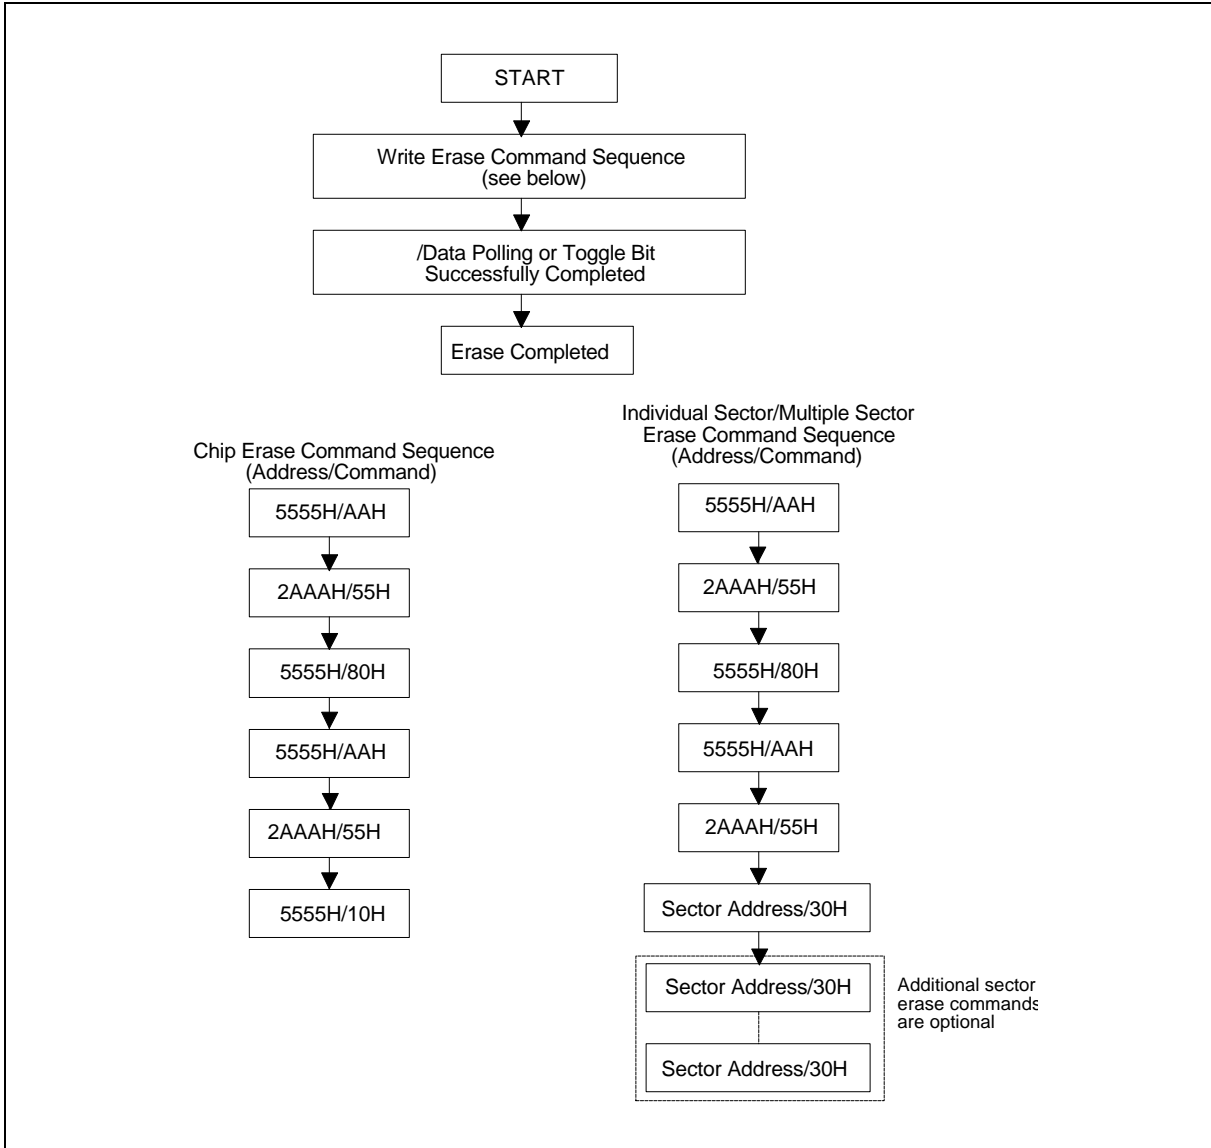 START
Write Erase Command Sequence
(see below)
/Data Polling or Toggle Bit
Successfully Completed
Erase Completed
Chip Erase Command Sequence
(Address/Command)
5555H/AAH
2AAAH/55H
5555H/80H
5555H/AAH
2AAAH/55H
5555H/10H
Individual Sector/Multiple Sector
Erase Command Sequence
(Address/Command)
5555H/AAH
2AAAH/55H
5555H/80H
5555H/AAH
2AAAH/55H
Sector Address/30H
Sector Address/30H
Sector Address/30H
Additional sector
erase commands
are optional